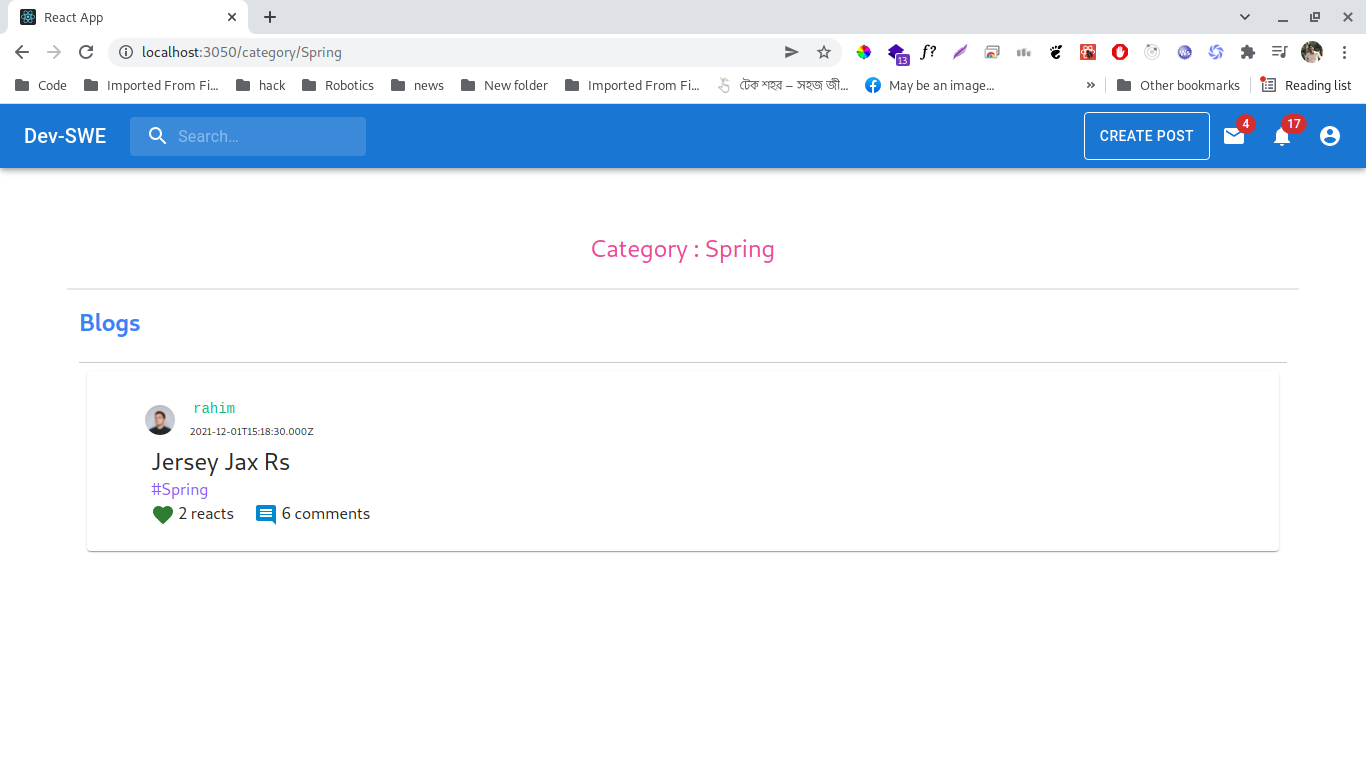 React App
localhost:3050/category/Spring
f?
13
Ws
Code
Imported From Fi...
hack
Robotics
news
New folder
Imported From Fi...
টেক শহর – সহজ জী...
May be an image...
»
Other bookmarks
Reading list
Dev-SWE
Search...
CREATE POST
4
17
Category : Spring
Blogs
rahim
2021-12-01T15:18:30.000Z
Jersey Jax Rs
#Spring
2 reacts
6 comments